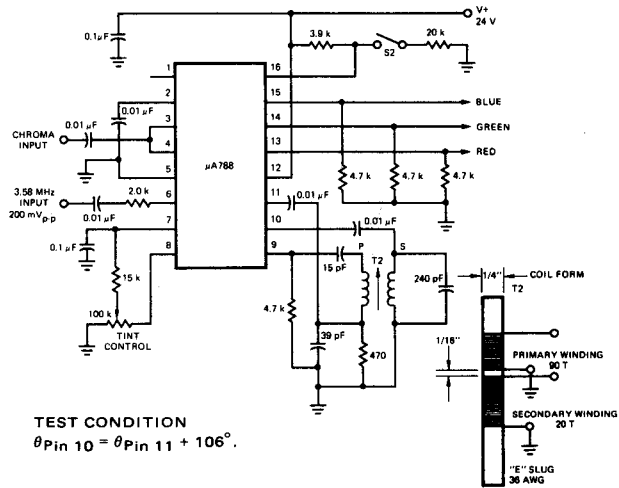 V+
24 V
0.1µF
3.9 k
S2
20 k
1
16
2
15
BLUE
0.01 µF
14
GREEN
CHROMA
INPUT
0.01 µF
3
13
RED
4
µA788
12
5
4.7 k
4.7 k
4.7 k
3.58 MHz
INPUT
200 mVp-p
0.01 µF
2.0 k
6
11
0.01 µF
7
10
0.01 µF
0.1 µF
8
9
P
S
15 pF
T2
240 pF
15 k
100 k
TINT
CONTROL
4.7 k
39 pF
470
1/4"
COIL FORM
T2
1/16"
PRIMARY WINDING
90 T
SECONDARY WINDING
20 T
"E" SLUG
36 AWG
TEST CONDITION
θPin 10 = θPin 11 + 106°.